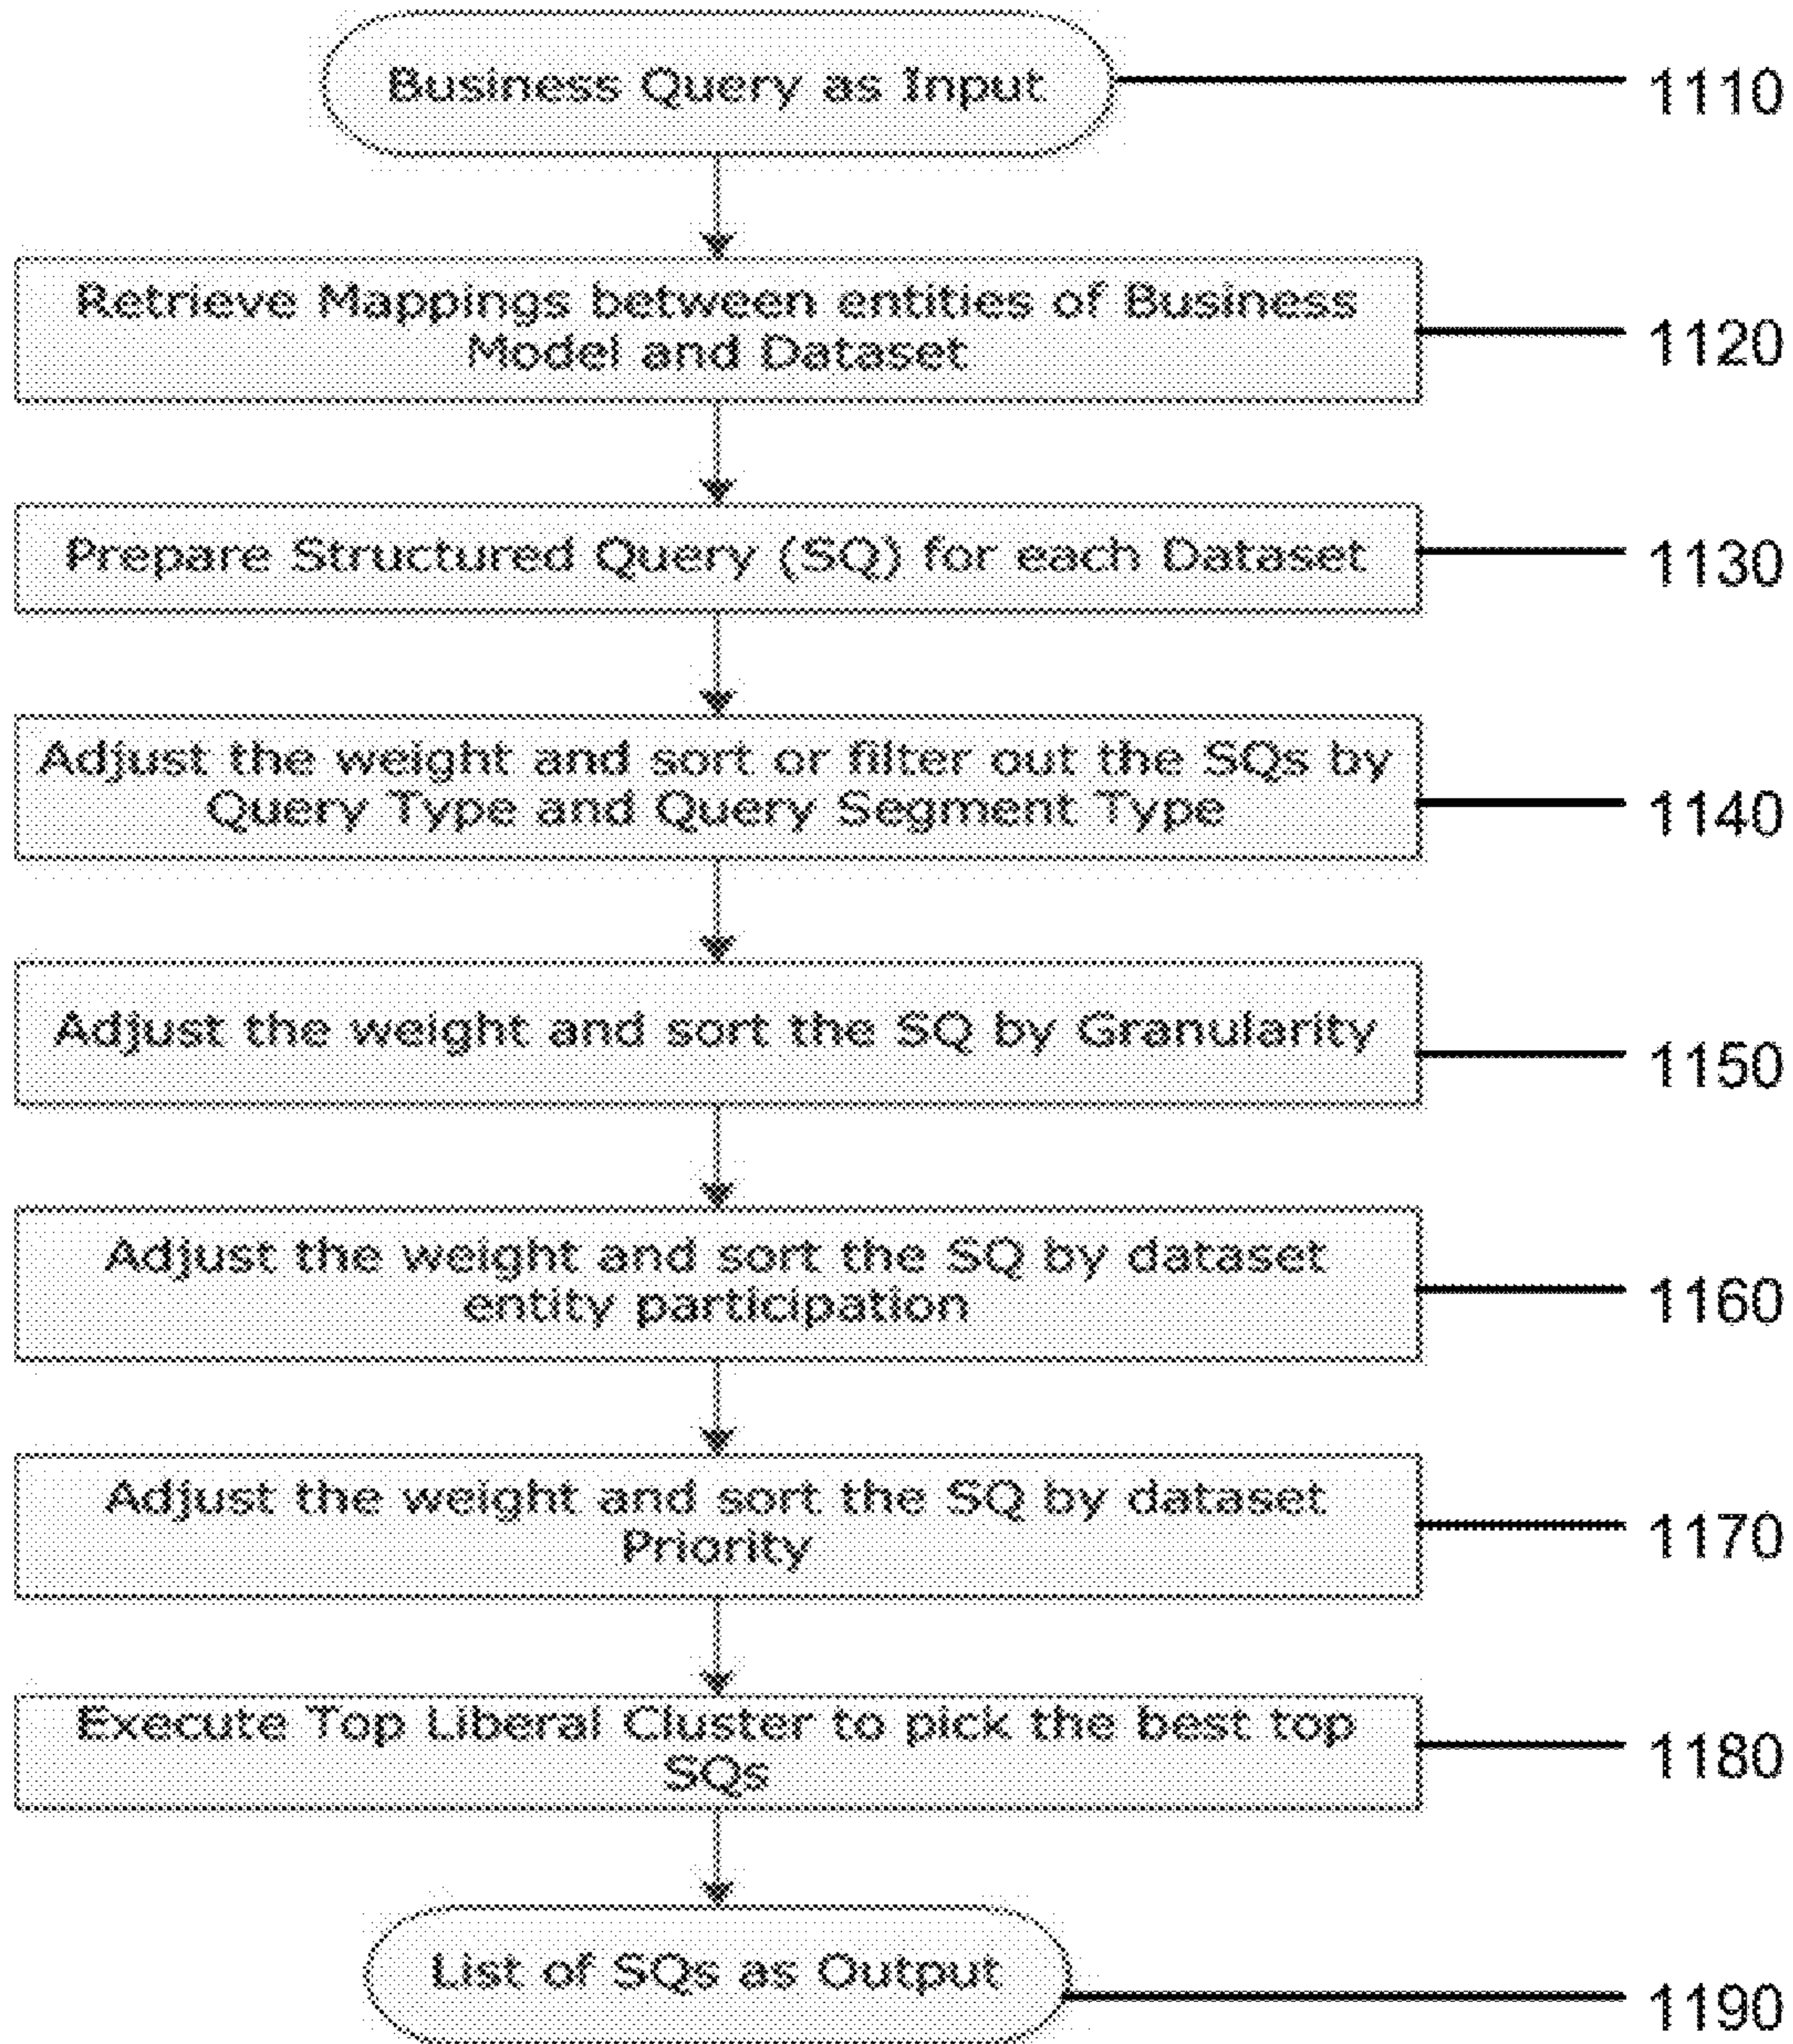 Business Query as Input
1110
Retrieve Mappings between entities of Business
Model and Dataset
1120
Prepare Structured Query (SQ) for each Dataset
1130
Adjust the weight and sort or filter out the SQs by
Query Type and Query Segment Type
1140
Adjust the weight and sort the SQ by Granularity
1150
Adjust the weight and sort the SQ by dataset
entity participation
1160
Adjust the weight and sort the SQ by dataset
Priority
1170
Execute Top Liberal Cluster to pick the best top
SQs
1180
List of SQs as Output
1190